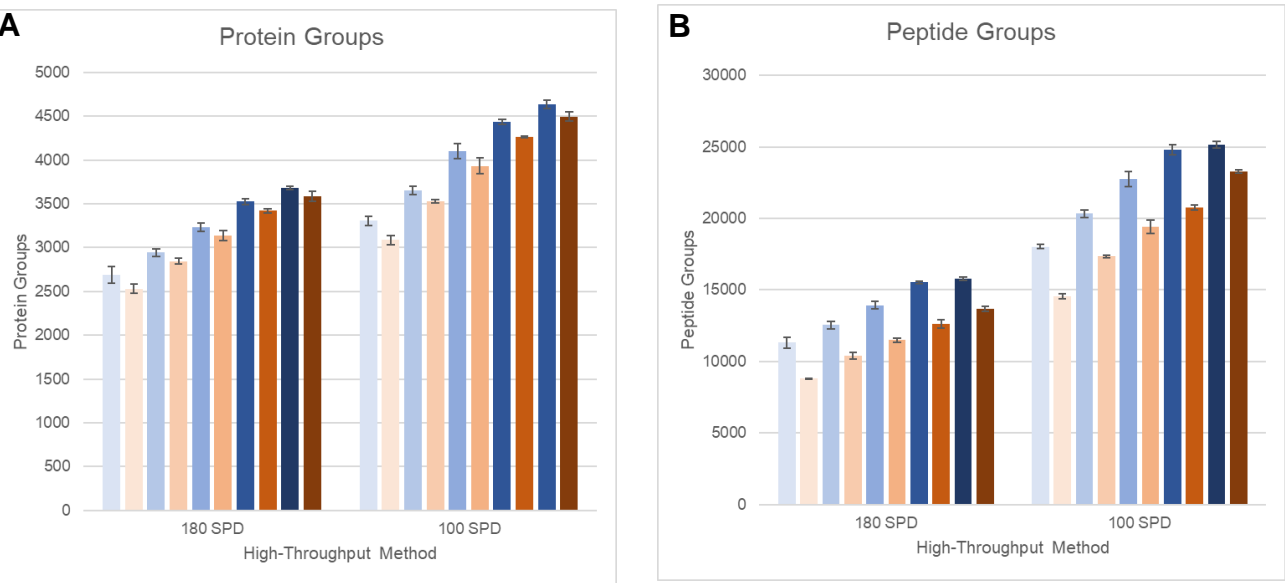 A
Protein Groups
5000
4500
4000
3500
3000
2500
2000
1500
1000
500
0
Protein Groups
180 SPD
100 SPD
High-Throughput Method
B
Peptide Groups
30000
25000
20000
15000
10000
5000
0
Peptide Groups
180 SPD
100 SPD
High-Throughput Method